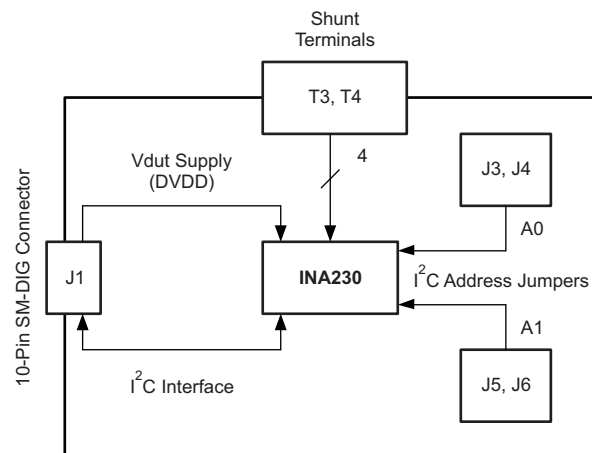 Shunt
Terminals
T3, T4
4
Vdut Supply
(DVDD)
J3, J4
A0
10-Pin SM-DIG Connector
J1
INA230
I²C Address Jumpers
A1
I²C Interface
J5, J6